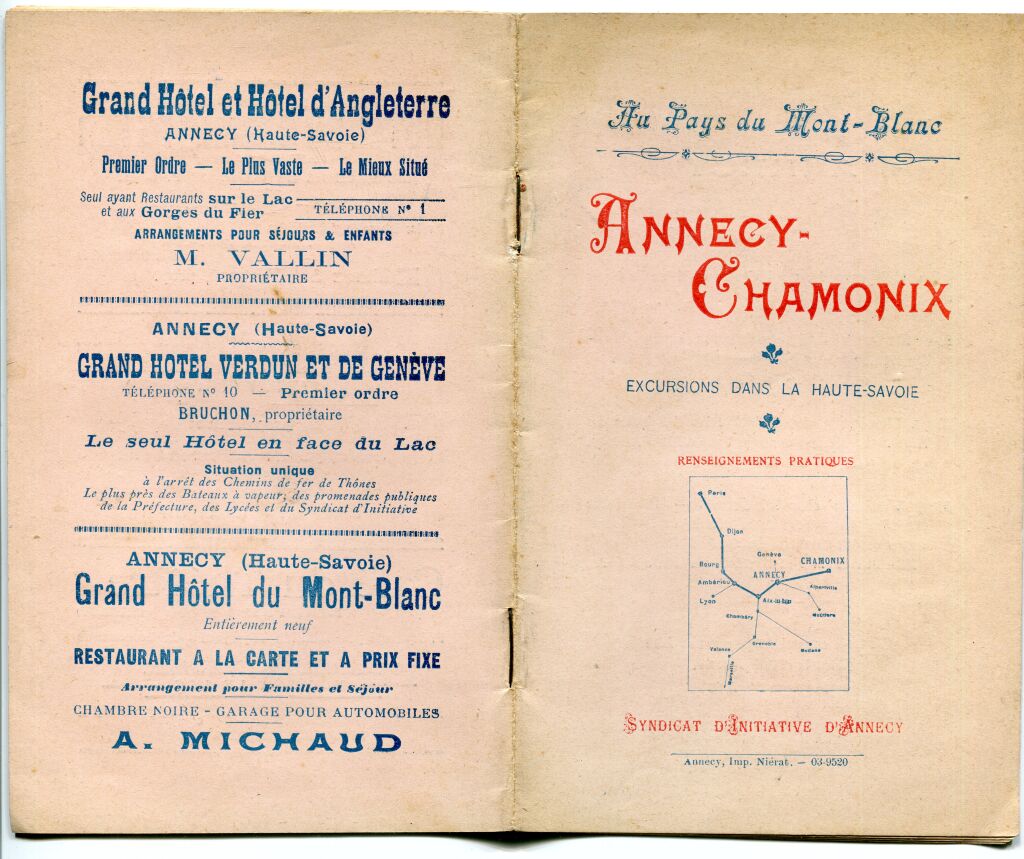 Grand Hôtel et Hôtel d'Angleterre
ANNECY (Haute-Savoie)
Premier Ordre — Le Plus Vaste — Le Mieux Situé
Seul ayant Restaurants sur le Lac
et aux Gorges du Fier
TÉLÉPHONE N° 1
ARRANGEMENTS POUR SÉJOURS & ENFANTS
M. VALLIN
PROPRIÉTAIRE
ANNECY (Haute-Savoie)
GRAND HOTEL VERDUN ET DE GENÈVE
TÉLÉPHONE N° 10 — Premier ordre
BRUCHON, propriétaire
Le seul Hôtel en face du Lac
Situation unique
à l'arrêt des Chemins de fer de Thônes
Le plus près des Bateaux à vapeur; des promenades publiques
de la Préfecture, des Lycées et du Syndicat d'Initiative
ANNECY (Haute-Savoie)
Grand Hôtel du Mont-Blanc
Entièrement neuf
RESTAURANT A LA CARTE ET A PRIX FIXE
Arrangement pour Familles et Séjour
CHAMBRE NOIRE - GARAGE POUR AUTOMOBILES
A. MICHAUD
Au Pays du Mont-Blanc
ANNECY-
CHAMONIX
EXCURSIONS DANS LA HAUTE-SAVOIE
RENSEIGNEMENTS PRATIQUES
Paris
Dijon
Genève
CHAMONIX
Bourg
ANNECY
Ambérieu
Albertville
Lyon
Aix-les-Bains
Chambéry
Moûtiers
Grenoble
Valence
Modane
Marseille
SYNDICAT D'INITIATIVE D'ANNECY
Annecy, Imp. Niérat. — 03-9520